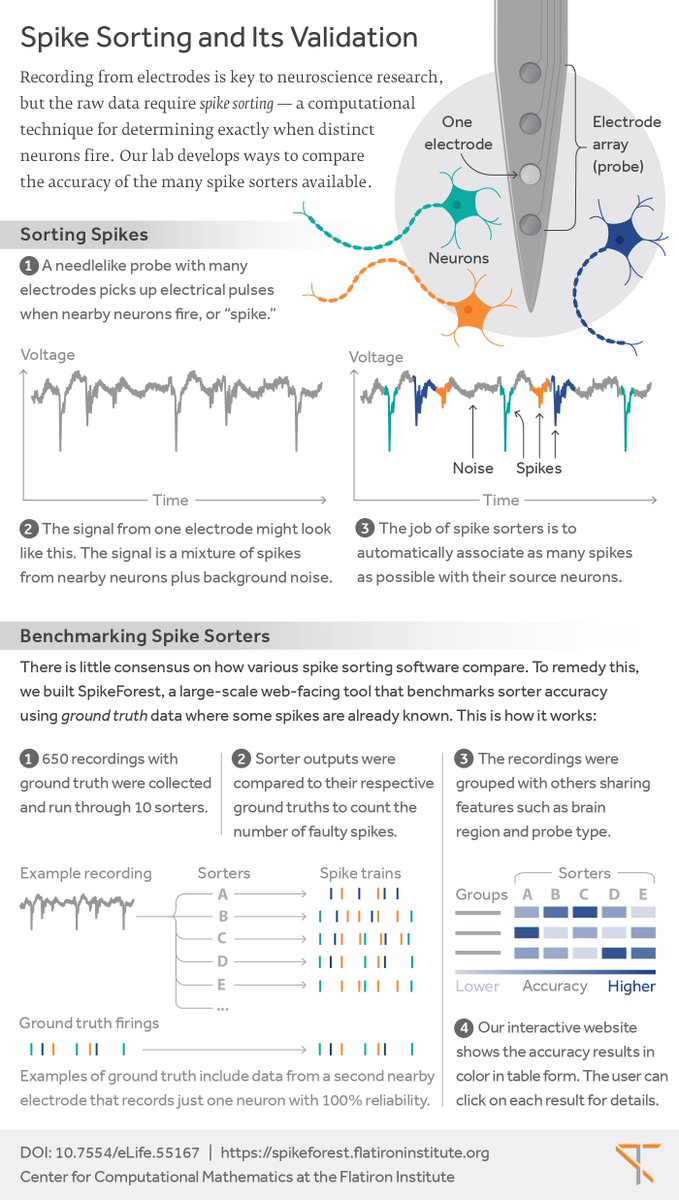 Spike Sorting and Its Validation
Recording from electrodes is key to neuroscience research,
but the raw data require spike sorting — a computational
technique for determining exactly when distinct
neurons fire. Our lab develops ways to compare
the accuracy of the many spike sorters available.
One
electrode
Electrode
array
(probe)
Neurons
Sorting Spikes
1 A needlelike probe with many
electrodes picks up electrical pulses
when nearby neurons fire, or “spike.”
Voltage
Time
Voltage
Noise
Spikes
Time
2 The signal from one electrode might look
like this. The signal is a mixture of spikes
from nearby neurons plus background noise.
3 The job of spike sorters is to
automatically associate as many spikes
as possible with their source neurons.
Benchmarking Spike Sorters
There is little consensus on how various spike sorting software compare. To remedy this,
we built SpikeForest, a large-scale web-facing tool that benchmarks sorter accuracy
using ground truth data where some spikes are already known. This is how it works:
1 650 recordings with
ground truth were collected
and run through 10 sorters.
2 Sorter outputs were
compared to their respective
ground truths to count the
number of faulty spikes.
3 The recordings were
grouped with others sharing
features such as brain
region and probe type.
Example recording
Sorters
Spike trains
A
B
C
D
E
...
Ground truth firings
Examples of ground truth include data from a second nearby
electrode that records just one neuron with 100% reliability.
Sorters
Groups A B C D E
Lower Accuracy Higher
4 Our interactive website
shows the accuracy results in
color in table form. The user can
click on each result for details.
DOI: 10.7554/eLife.55167 | https://spikeforest.flatironinstitute.org
Center for Computational Mathematics at the Flatiron Institute